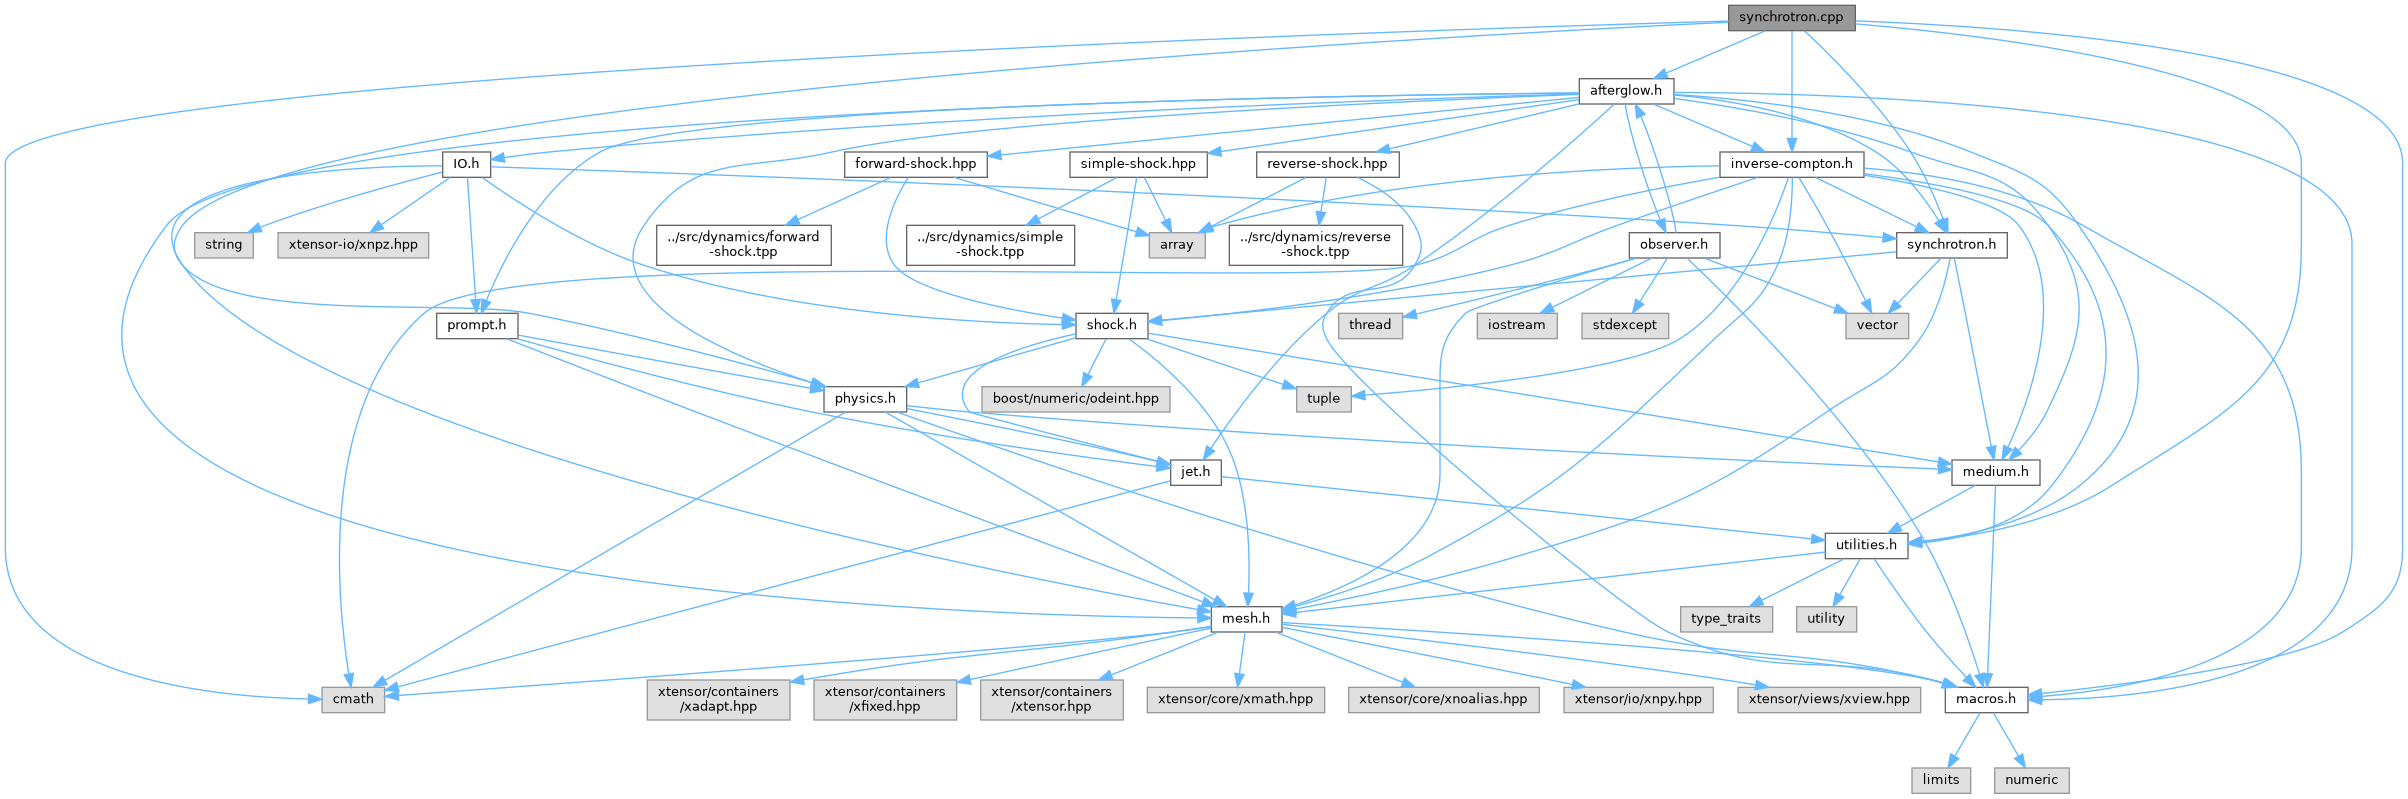 synchrotron.cpp
afterglow.h
IO.h
forward-shock.hpp
simple-shock.hpp
reverse-shock.hpp
inverse-compton.h
string
xtensor-io/xnpz.hpp
../src/dynamics/forward
-shock.tpp
../src/dynamics/simple
-shock.tpp
array
../src/dynamics/reverse
-shock.tpp
observer.h
synchrotron.h
prompt.h
shock.h
thread
iostream
stdexcept
vector
physics.h
boost/numeric/odeint.hpp
tuple
jet.h
medium.h
utilities.h
mesh.h
type_traits
utility
cmath
xtensor/containers
/xadapt.hpp
xtensor/containers
/xfixed.hpp
xtensor/containers
/xtensor.hpp
xtensor/core/xmath.hpp
xtensor/core/xnoalias.hpp
xtensor/io/xnpy.hpp
xtensor/views/xview.hpp
macros.h
limits
numeric